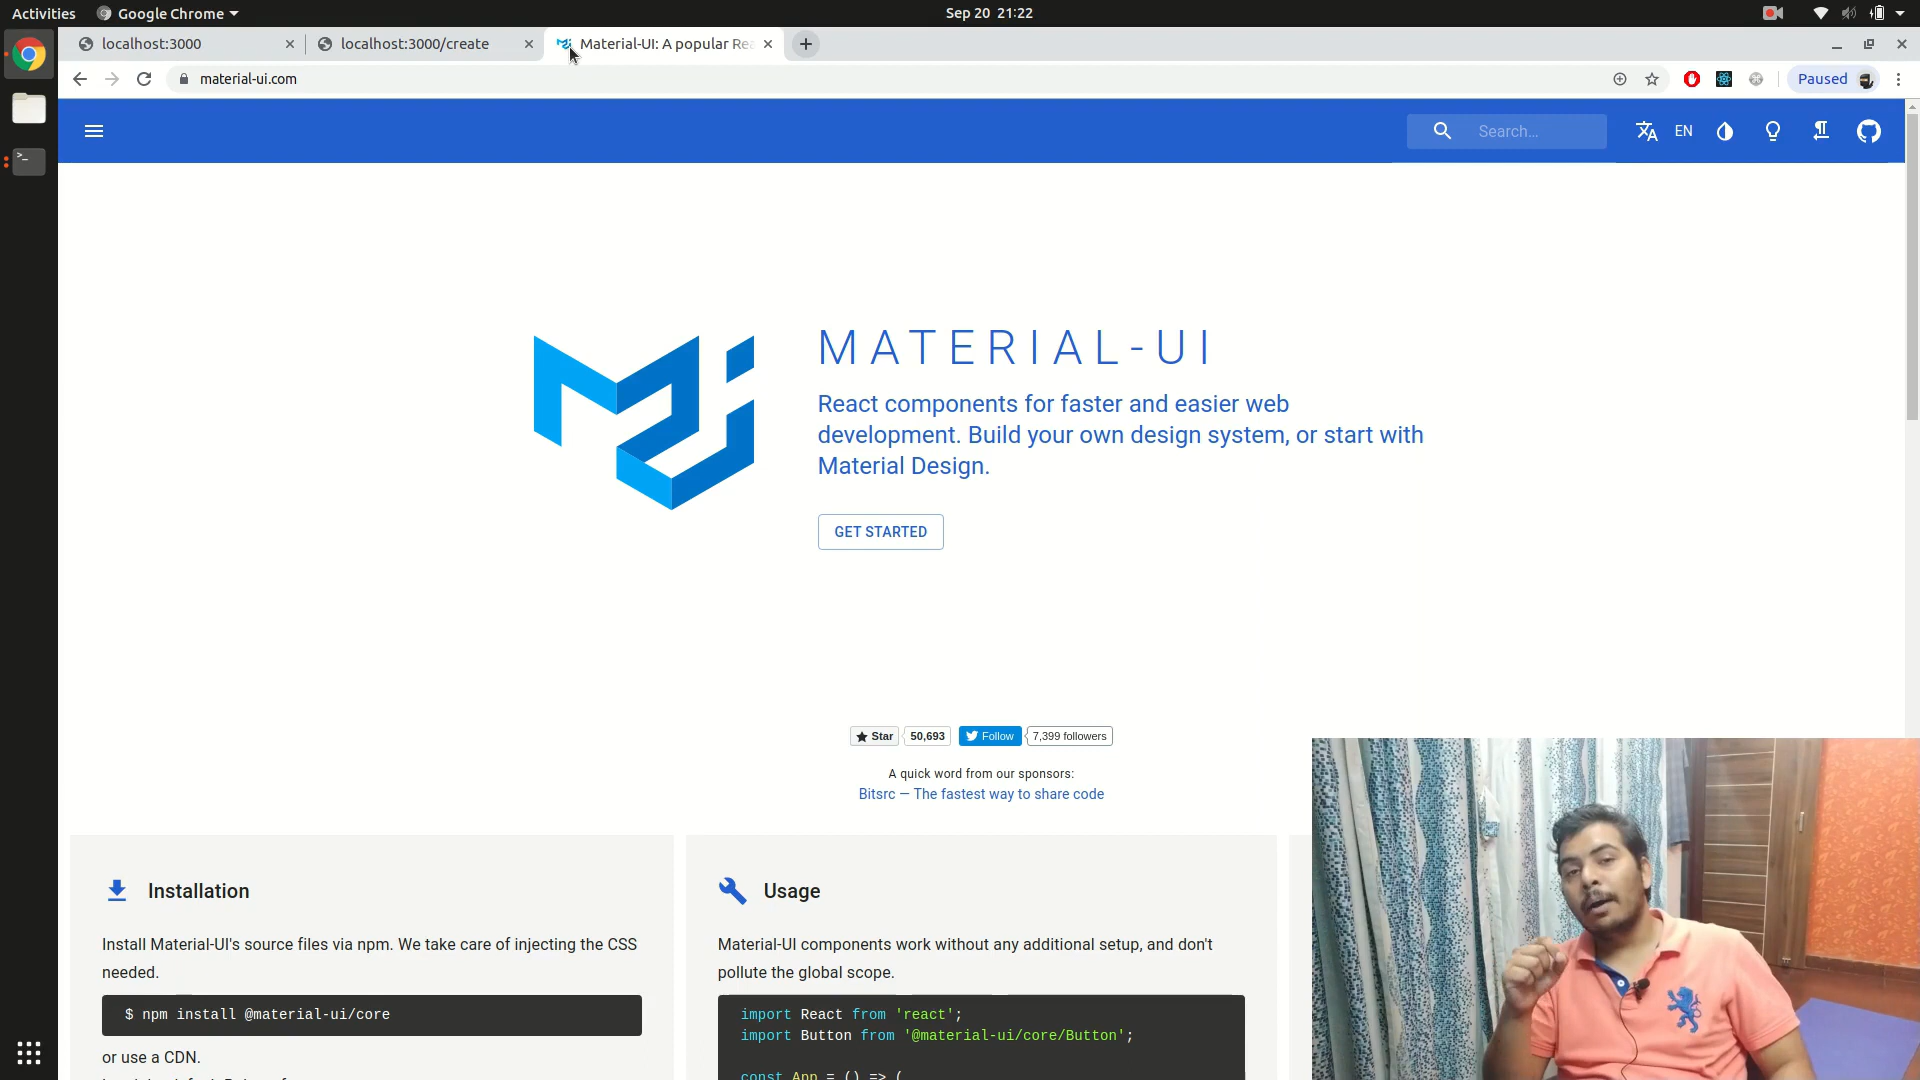 Activities
Google Chrome
Sep 20 21:22
localhost:3000
localhost:3000/create
Material-UI: A popular Rea
material-ui.com
Paused
Search…
EN
MATERIAL-UI
React components for faster and easier web
development. Build your own design system, or start with
Material Design.
GET STARTED
Star
50,693
Follow
7,399 followers
A quick word from our sponsors:
Bitsrc — The fastest way to share code
Installation
Install Material-UI's source files via npm. We take care of injecting the CSS
needed.
$ npm install @material-ui/core
or use a CDN.
Usage
Material-UI components work without any additional setup, and don't
pollute the global scope.
import React from 'react';
import Button from '@material-ui/core/Button';
const App = () => (